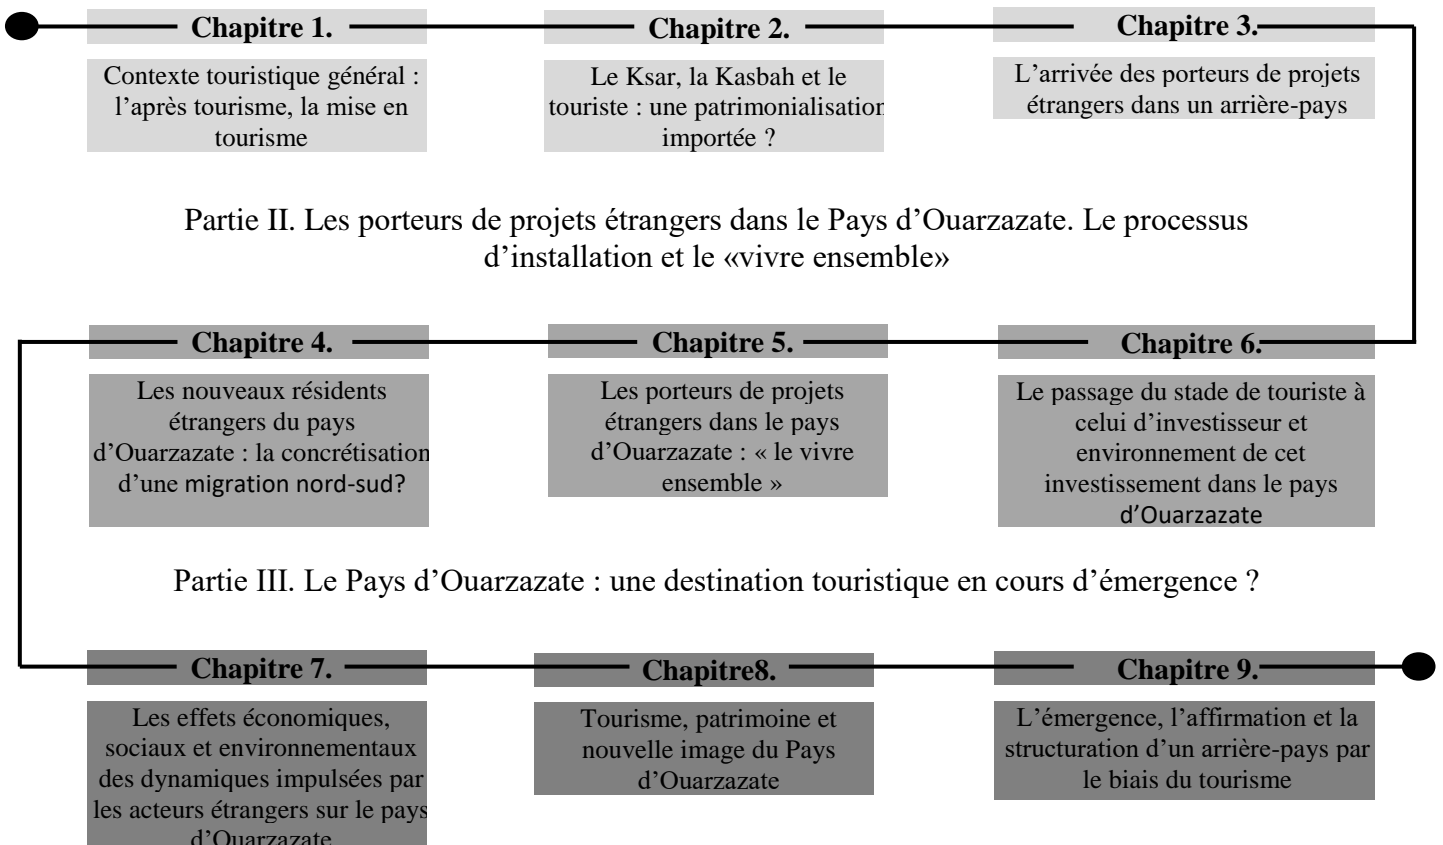 Chapitre 1.
Contexte touristique général :
l’après tourisme, la mise en
tourisme
Chapitre 2.
Le Ksar, la Kasbah et le
touriste : une patrimonialisation
importée ?
Chapitre 3.
L’arrivée des porteurs de projets
étrangers dans un arrière-pays
Partie II. Les porteurs de projets étrangers dans le Pays d’Ouarzazate. Le processus
d’installation et le «vivre ensemble»
Chapitre 4.
Les nouveaux résidents
étrangers du pays
d’Ouarzazate : la concrétisation
d’une migration nord-sud?
Chapitre 5.
Les porteurs de projets
étrangers dans le pays
d’Ouarzazate : « le vivre
ensemble »
Chapitre 6.
Le passage du stade de touriste à
celui d’investisseur et
environnement de cet
investissement dans le pays
d’Ouarzazate
Partie III. Le Pays d’Ouarzazate : une destination touristique en cours d’émergence ?
Chapitre 7.
Les effets économiques,
sociaux et environnementaux
des dynamiques impulsées par
les acteurs étrangers sur le pays
d’Ouarzazate
Chapitre8.
Tourisme, patrimoine et
nouvelle image du Pays
d’Ouarzazate
Chapitre 9.
L’émergence, l’affirmation et la
structuration d’un arrière-pays par
le biais du tourisme